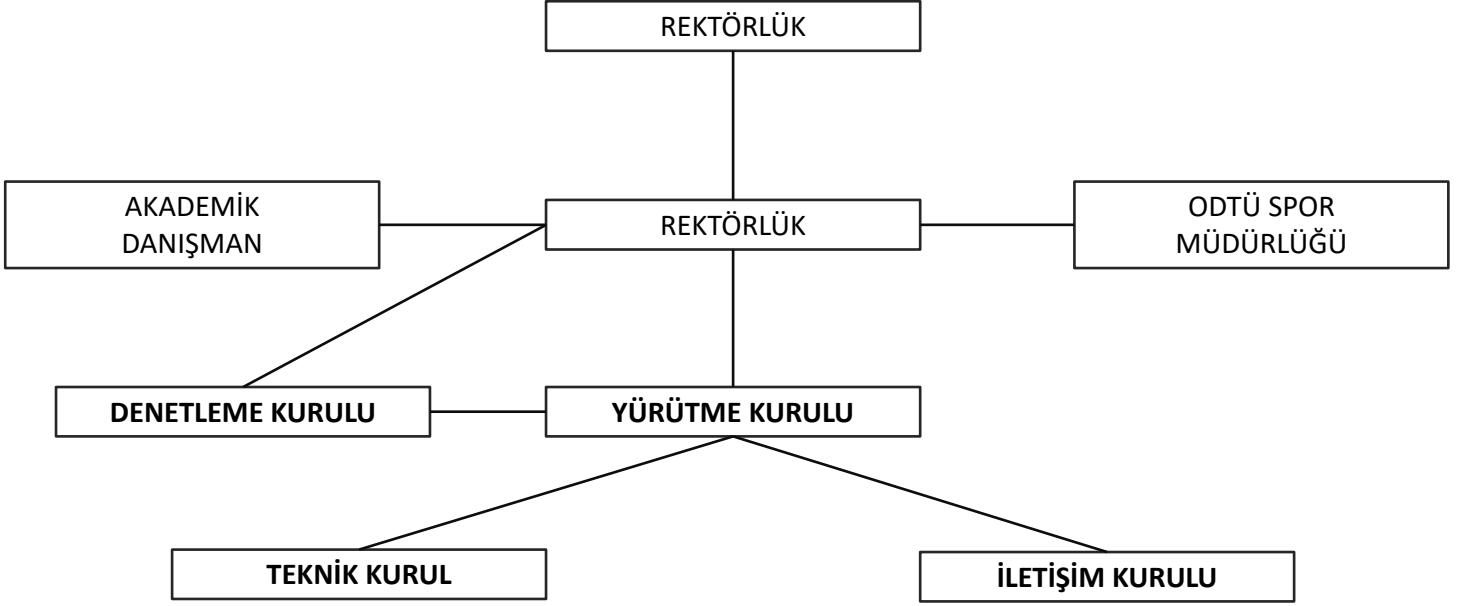 REKTÖRLÜK
AKADEMİK
DANIŞMAN
REKTÖRLÜK
ODTÜ SPOR
MÜDÜRLÜĞÜ
DENETLEME KURULU
YÜRÜTME KURULU
TEKNİK KURUL
İLETİŞİM KURULU